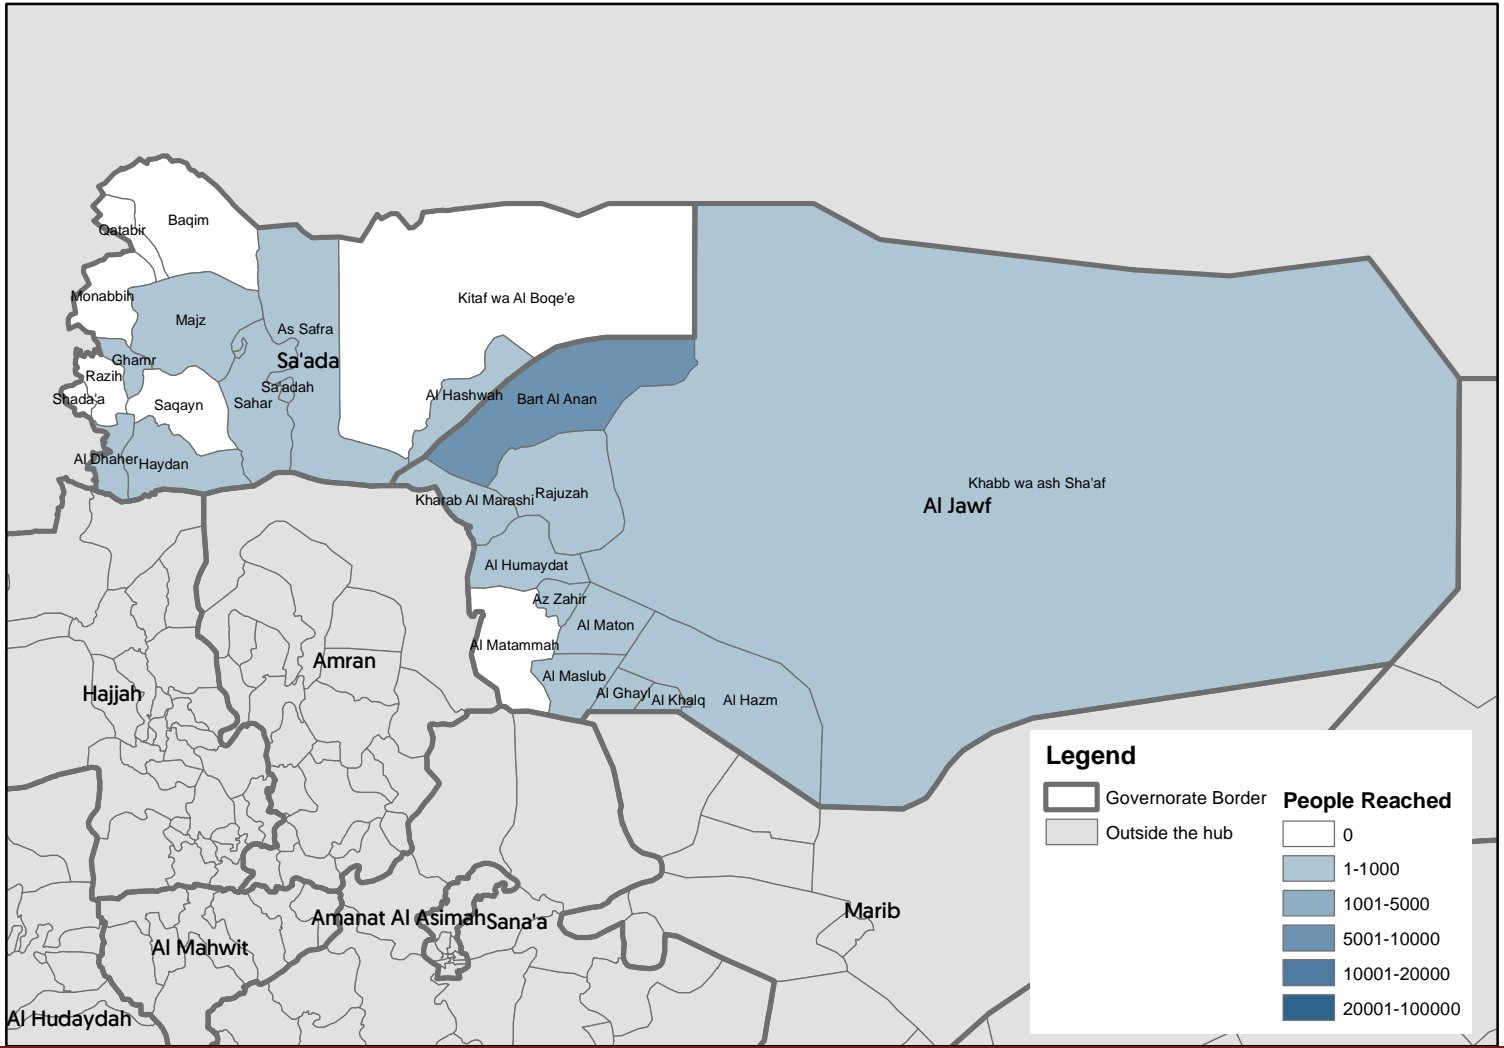 Baqim
Qatabir
Monabbih
Kitaf wa Al Boqe'e
Majz
As Safra
Ghamr
Sa'ada
Razih
Sa'adah
Shada'a
Saqayn
Sahar
Al Hashwah
Bart Al Anan
Al Dhaher
Haydan
Khabb wa ash Sha'af
Kharab Al Marashi
Rajuzah
Al Jawf
Al Humaydat
Az Zahir
Al Maton
Al Matammah
Amran
Al Maslub
Hajjah
Al Ghayl
Al Khalq
Al Hazm
Marib
Amanat Al Asimah
Sana'a
Al Mahwit
Al Hudaydah
Legend
Governorate Border
Outside the hub
People Reached
0
1-1000
1001-5000
5001-10000
10001-20000
20001-100000